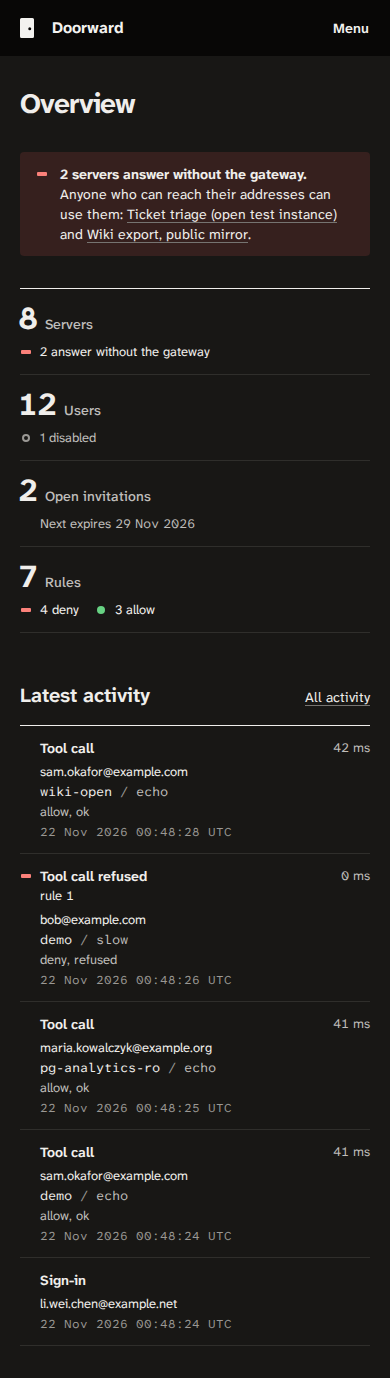 Doorward
Menu
Overview
2 servers answer without the gateway.
Anyone who can reach their addresses can
use them: Ticket triage (open test instance)
and Wiki export, public mirror.
8 Servers
2 answer without the gateway
12 Users
1 disabled
2 Open invitations
Next expires 29 Nov 2026
7 Rules
4 deny 3 allow
Latest activity
All activity
Tool call 42 ms
sam.okafor@example.com
wiki-open / echo
allow, ok
22 Nov 2026 00:48:28 UTC
Tool call refused 0 ms
rule 1
bob@example.com
demo / slow
deny, refused
22 Nov 2026 00:48:26 UTC
Tool call 41 ms
maria.kowalczyk@example.org
pg-analytics-ro / echo
allow, ok
22 Nov 2026 00:48:25 UTC
Tool call 41 ms
sam.okafor@example.com
demo / echo
allow, ok
22 Nov 2026 00:48:24 UTC
Sign-in
li.wei.chen@example.net
22 Nov 2026 00:48:24 UTC